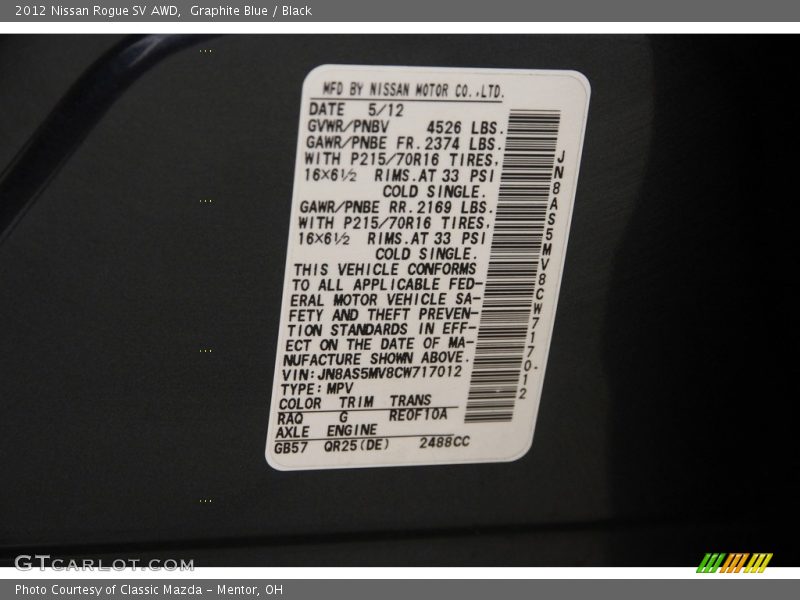 2012 Nissan Rogue SV AWD,  Graphite Blue / Black
MFD BY NISSAN MOTOR CO.,LTD.
DATE 5/12
GVWR/PNBV 4526 LBS.
GAWR/PNBE FR. 2374 LBS.
WITH P215/70R16 TIRES,
16×6½ RIMS. AT 33 PSI
COLD SINGLE.
GAWR/PNBE RR. 2169 LBS.
WITH P215/70R16 TIRES,
16×6½ RIMS. AT 33 PSI
COLD SINGLE.
THIS VEHICLE CONFORMS
TO ALL APPLICABLE FED-
ERAL MOTOR VEHICLE SA-
FETY AND THEFT PREVEN-
TION STANDARDS IN EFF-
ECT ON THE DATE OF MA-
NUFACTURE SHOWN ABOVE.
VIN:JN8AS5MV8CW717012
TYPE:MPV
COLOR TRIM TRANS
RAQ G RE0F10A
AXLE ENGINE
GB57 QR25(DE) 2488CC
JN8AS5MV8CW717012
GTCARLOT.COM
Photo Courtesy of Classic Mazda - Mentor, OH